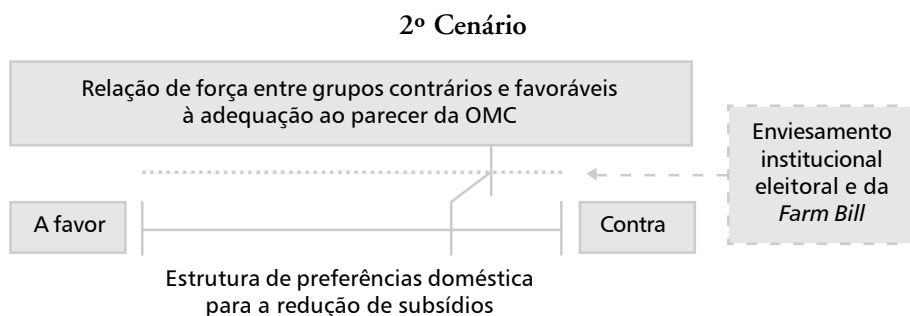 2º Cenário
Relação de força entre grupos contrários e favoráveis
à adequação ao parecer da OMC
Enviesamento
institucional
eleitoral e da
Farm Bill
A favor
Contra
Estrutura de preferências doméstica
para a redução de subsídios